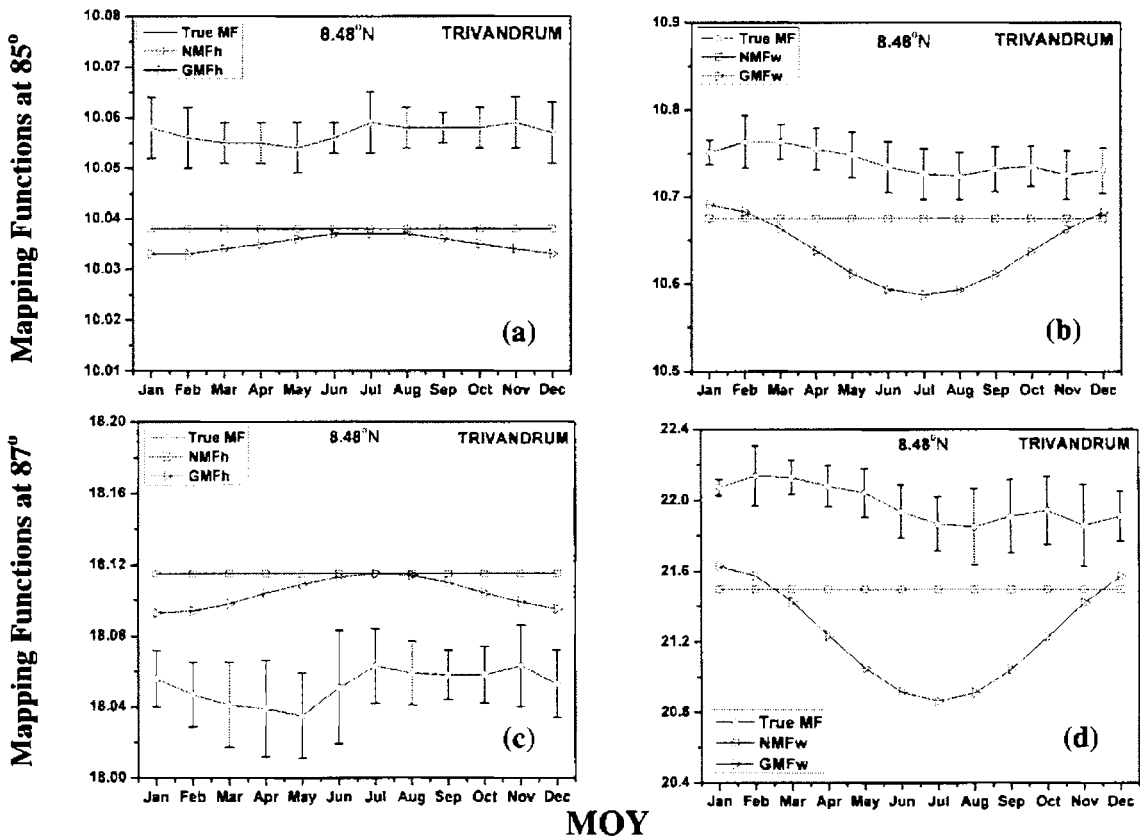 Mapping Functions at 85°
10.08
10.07
10.06
10.05
10.04
10.03
10.02
10.01
True MF
NMFh
GMFh
8.48°N
TRIVANDRUM
(a)
Jan Feb Mar Apr May Jun Jul Aug Sep Oct Nov Dec
10.9
10.8
10.7
10.6
10.5
True MF
NMFw
GMFw
8.48°N
TRIVANDRUM
(b)
Jan Feb Mar Apr May Jun Jul Aug Sep Oct Nov Dec
Mapping Functions at 87°
18.20
18.16
18.12
18.08
18.04
18.00
True MF
NMFh
GMFh
8.48°N
TRIVANDRUM
(c)
Jan Feb Mar Apr May Jun Jul Aug Sep Oct Nov Dec
22.4
22.0
21.6
21.2
20.8
20.4
8.48°N
TRIVANDRUM
True MF
NMFw
GMFw
(d)
Jan Feb Mar Apr May Jun Jul Aug Sep Oct Nov Dec
MOY